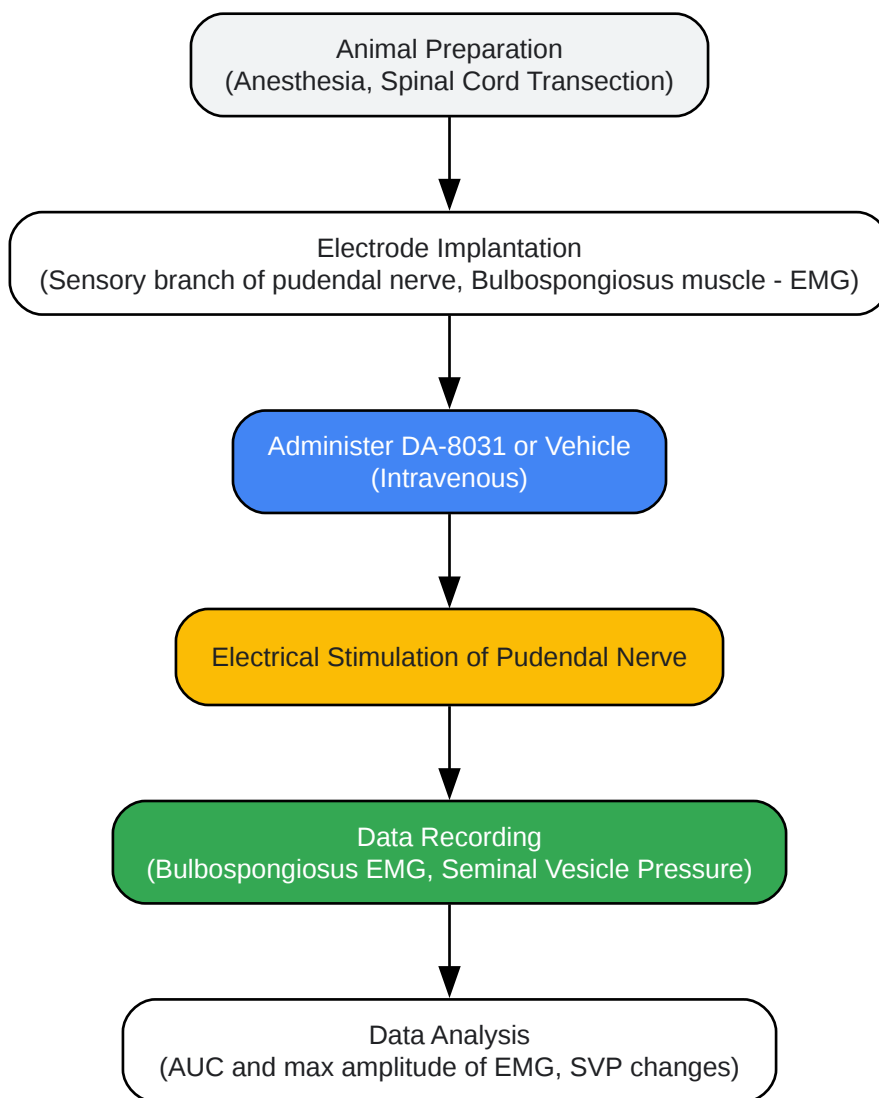 Animal Preparation
(Anesthesia, Spinal Cord Transection)
Electrode Implantation
(Sensory branch of pudendal nerve, Bulbospongiosus muscle - EMG)
Administer DA-8031 or Vehicle
(Intravenous)
Electrical Stimulation of Pudendal Nerve
Data Recording
(Bulbospongiosus EMG, Seminal Vesicle Pressure)
Data Analysis
(AUC and max amplitude of EMG, SVP changes)